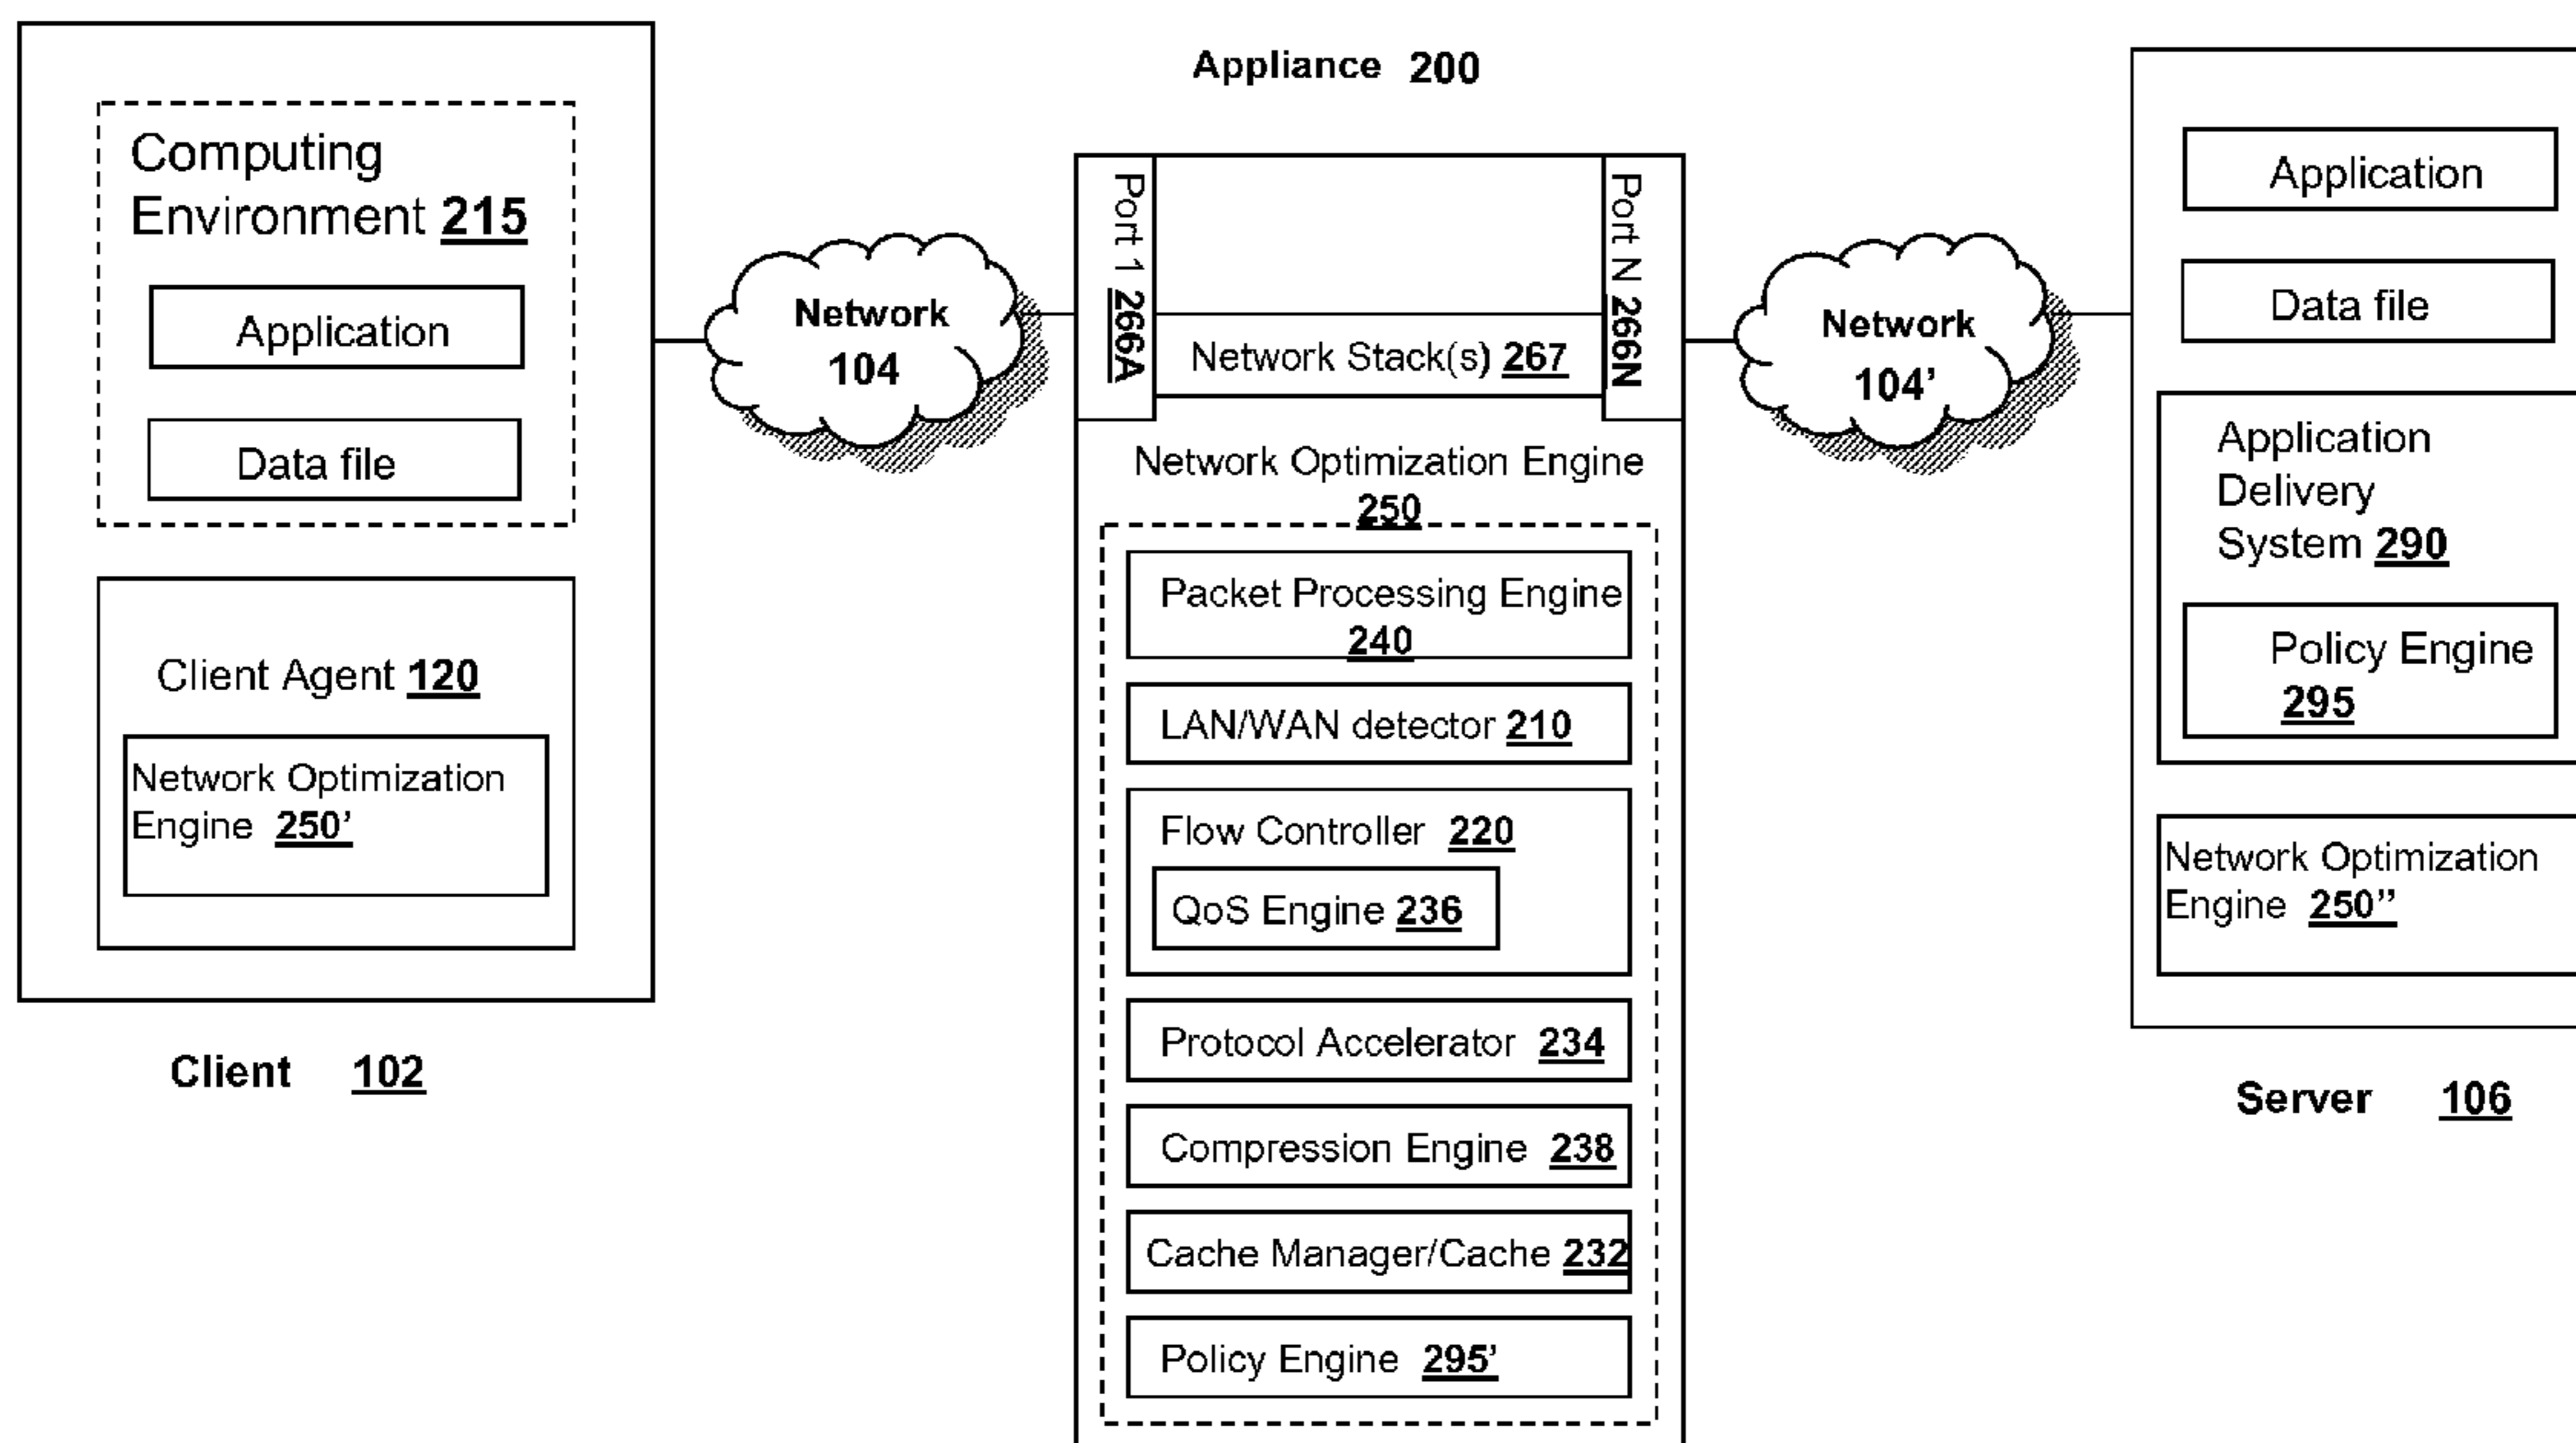 Appliance 200
Computing
Environment 215
Application
Data file
Client Agent 120
Network Optimization
Engine 250’
Client 102
Network
104
Port 1 266A
Network Stack(s) 267
Port N 266N
Network Optimization Engine
250
Packet Processing Engine
240
LAN/WAN detector 210
Flow Controller 220
QoS Engine 236
Protocol Accelerator 234
Compression Engine 238
Cache Manager/Cache 232
Policy Engine 295’
Network
104'
Application
Data file
Application
Delivery
System 290
Policy Engine
295
Network Optimization
Engine 250”
Server 106